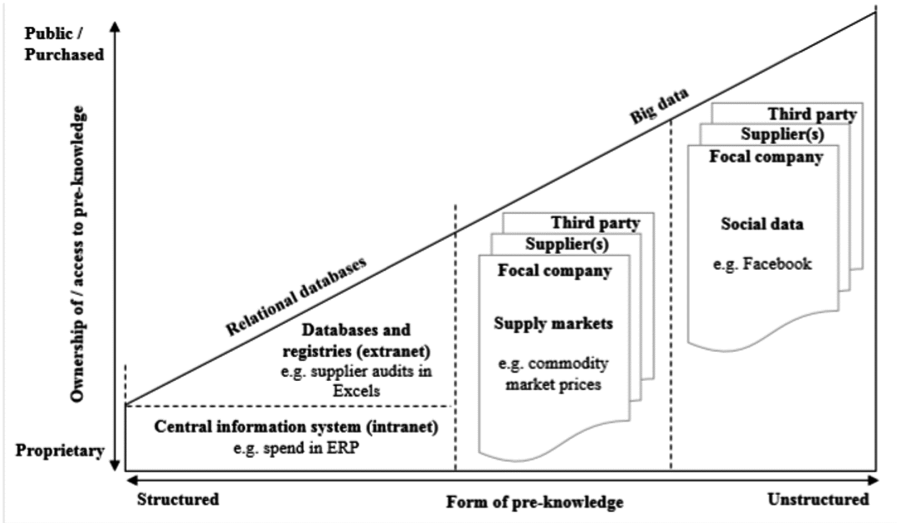 Public /
Purchased
Ownership of / access to pre-knowledge
Proprietary
Relational databases
Big data
Databases and
registries (extranet)
e.g. supplier audits in
Excels
Central information system (intranet)
e.g. spend in ERP
Third party
Supplier(s)
Focal company
Supply markets
e.g. commodity
market prices
Third party
Supplier(s)
Focal company
Social data
e.g. Facebook
Structured
Form of pre-knowledge
Unstructured